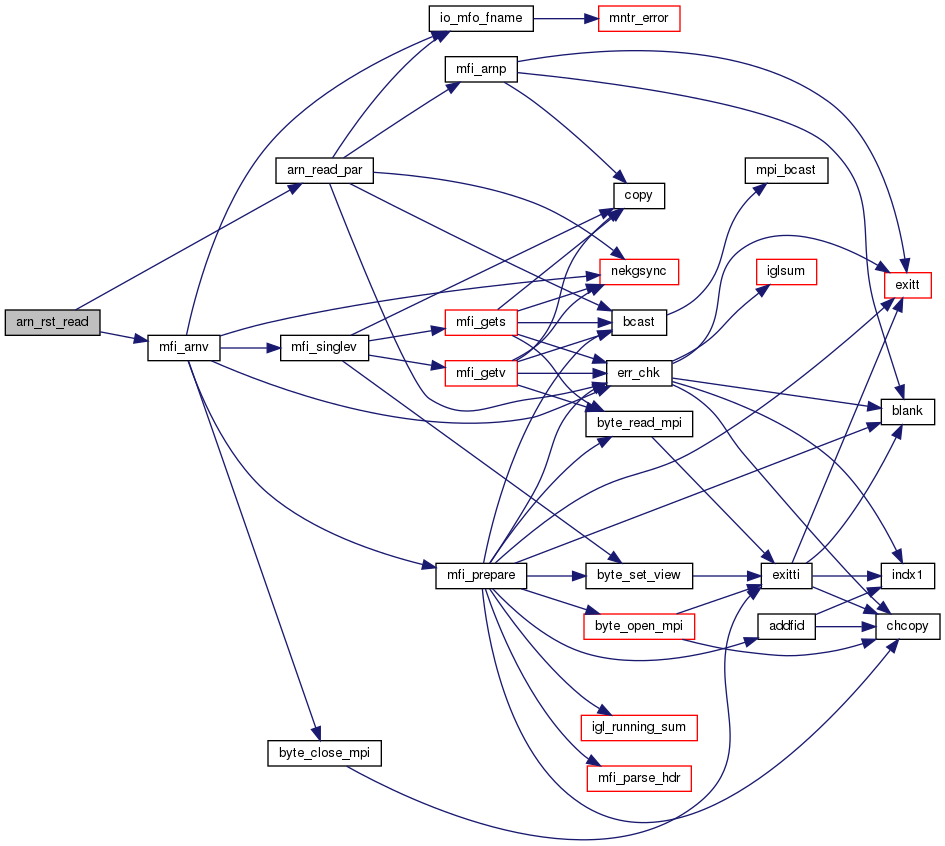 io_mfo_fname
mntr_error
mfi_arnp
arn_read_par
mpi_bcast
copy
nekgsync
iglsum
exitt
arn_rst_read
mfi_gets
bcast
mfi_arnv
mfi_singlev
mfi_getv
err_chk
blank
byte_read_mpi
mfi_prepare
byte_set_view
exitti
indx1
byte_open_mpi
addfid
chcopy
igl_running_sum
byte_close_mpi
mfi_parse_hdr